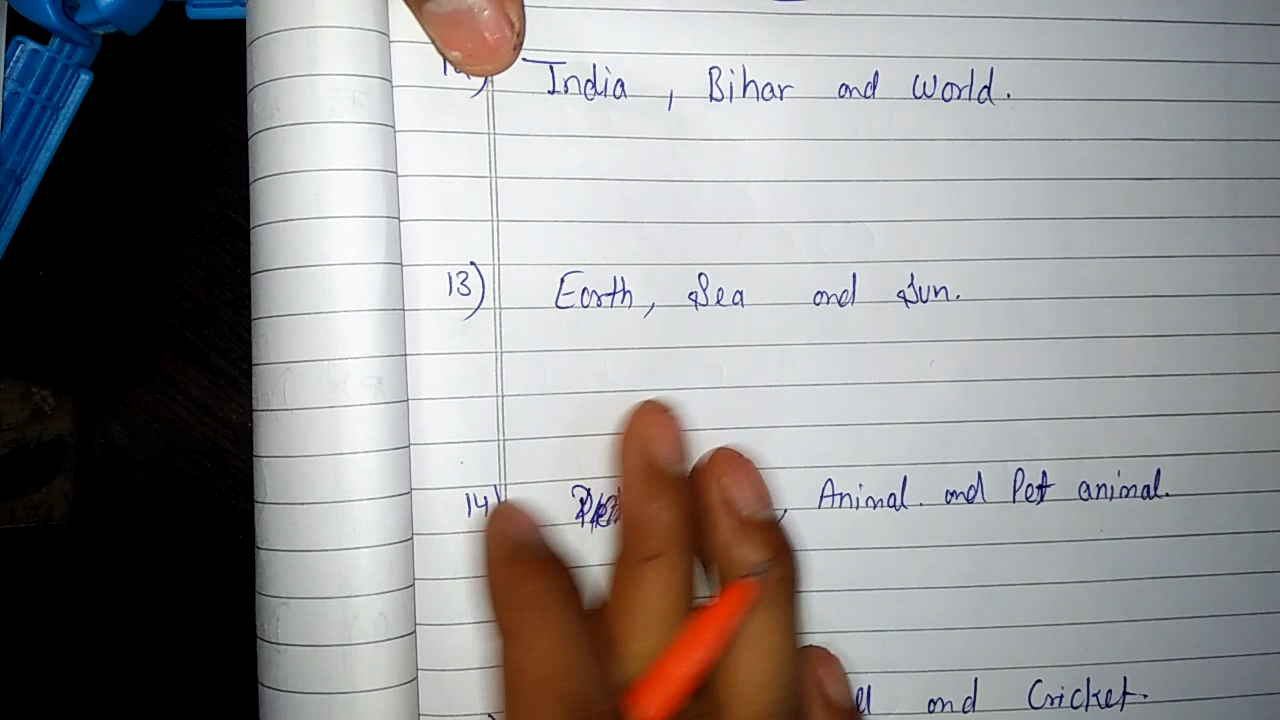 India, Bihar and World.
13) Earth, Sea and Sun.
14) , Animal and Pet animal.
and Cricket.